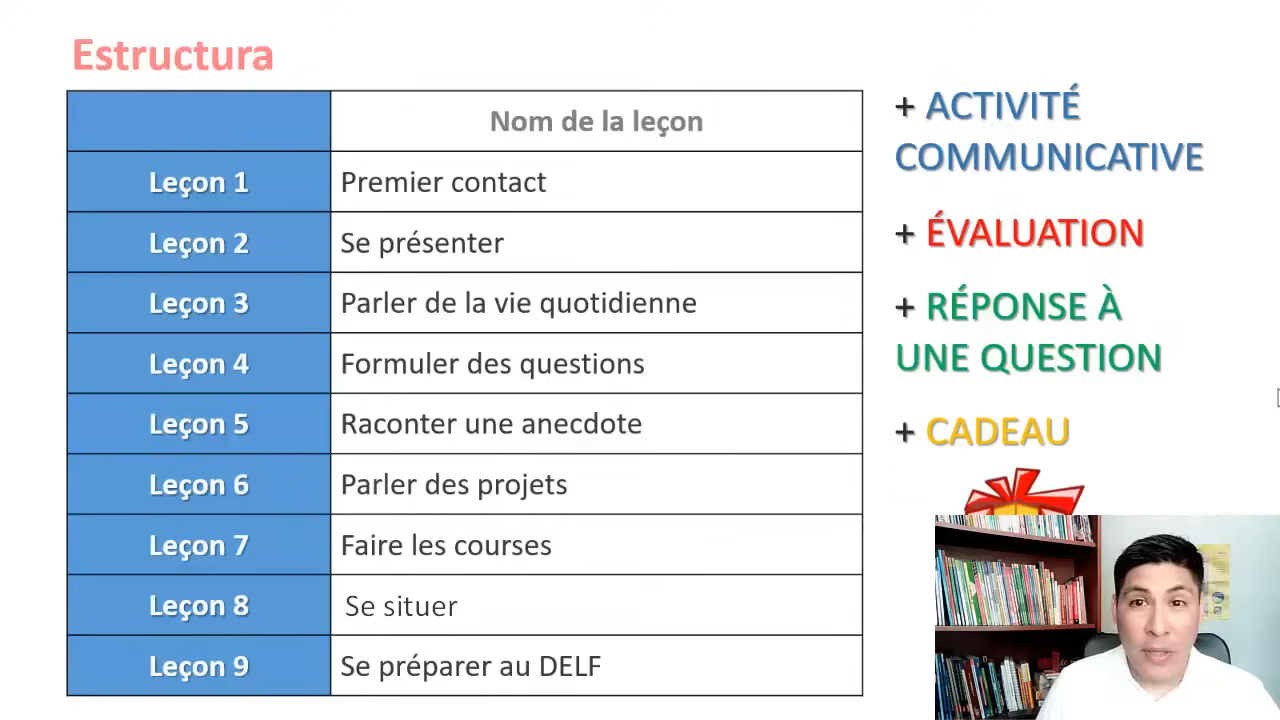 Estructura
Nom de la leçon
Leçon 1 Premier contact
Leçon 2 Se présenter
Leçon 3 Parler de la vie quotidienne
Leçon 4 Formuler des questions
Leçon 5 Raconter une anecdote
Leçon 6 Parler des projets
Leçon 7 Faire les courses
Leçon 8 Se situer
Leçon 9 Se préparer au DELF
+ ACTIVITÉ
COMMUNICATIVE
+ ÉVALUATION
+ RÉPONSE À
UNE QUESTION
+ CADEAU